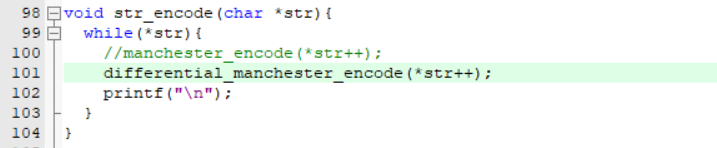 98 void str_encode(char *str){
99 while(*str){
100 //manchester_encode(*str++);
101 differential_manchester_encode(*str++);
102 printf("\n");
103 }
104 }